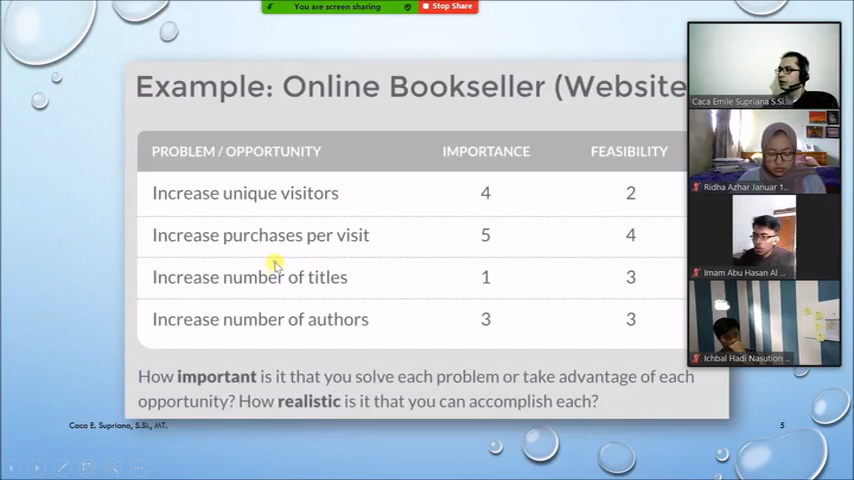 You are screen sharing
Stop Share
Example: Online Bookseller (Website
PROBLEM / OPPORTUNITY IMPORTANCE FEASIBILITY
Increase unique visitors 4 2
Increase purchases per visit 5 4
Increase number of titles 1 3
Increase number of authors 3 3
How important is it that you solve each problem or take advantage of each
opportunity? How realistic is it that you can accomplish each?
Caca E. Supriana, S.Si., MT. 5
Caca Emile Supriana S.Si...
Ridha Azhar Januar 1...
Imam Abu Hasan Al ...
Ichbal Hadi Nasution ...